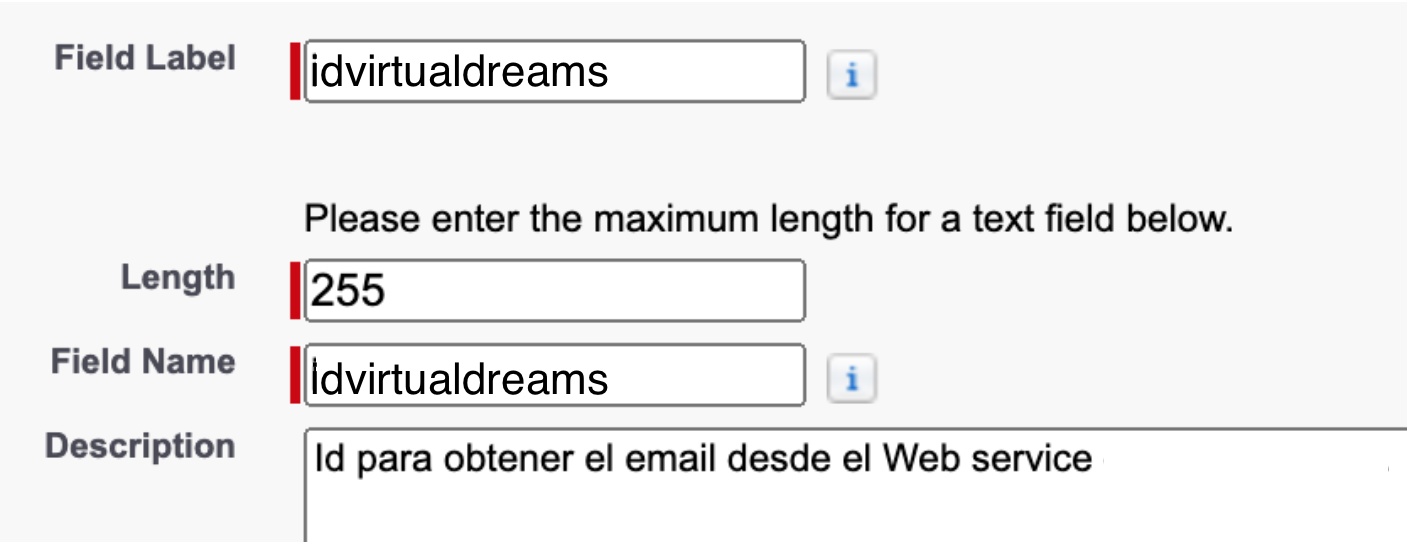 Field Label idvirtualdreams i
Please enter the maximum length for a text field below.
Length 255
Field Name idvirtualdreams i
Description Id para obtener el email desde el Web service